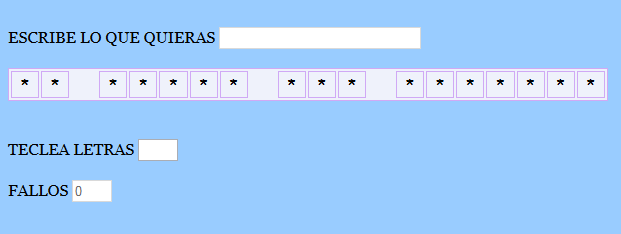 ESCRIBE LO QUE QUIERAS
* * * * * * * * * * * * * * * * *
TECLEA LETRAS
FALLOS 0